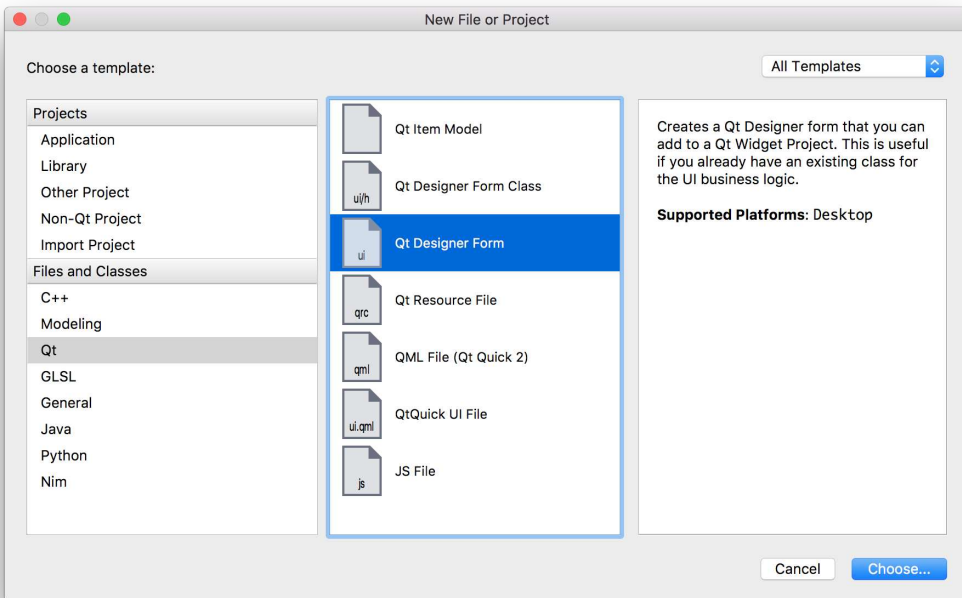 New File or Project
Choose a template:
All Templates
Projects
Application
Library
Other Project
Non-Qt Project
Import Project
Files and Classes
C++
Modeling
Qt
GLSL
General
Java
Python
Nim
Qt Item Model
ui/h
Qt Designer Form Class
ui
Qt Designer Form
qrc
Qt Resource File
qml
QML File (Qt Quick 2)
ui.qml
QtQuick UI File
js
JS File
Creates a Qt Designer form that you can
add to a Qt Widget Project. This is useful
if you already have an existing class for
the UI business logic.
Supported Platforms: Desktop
Cancel
Choose...